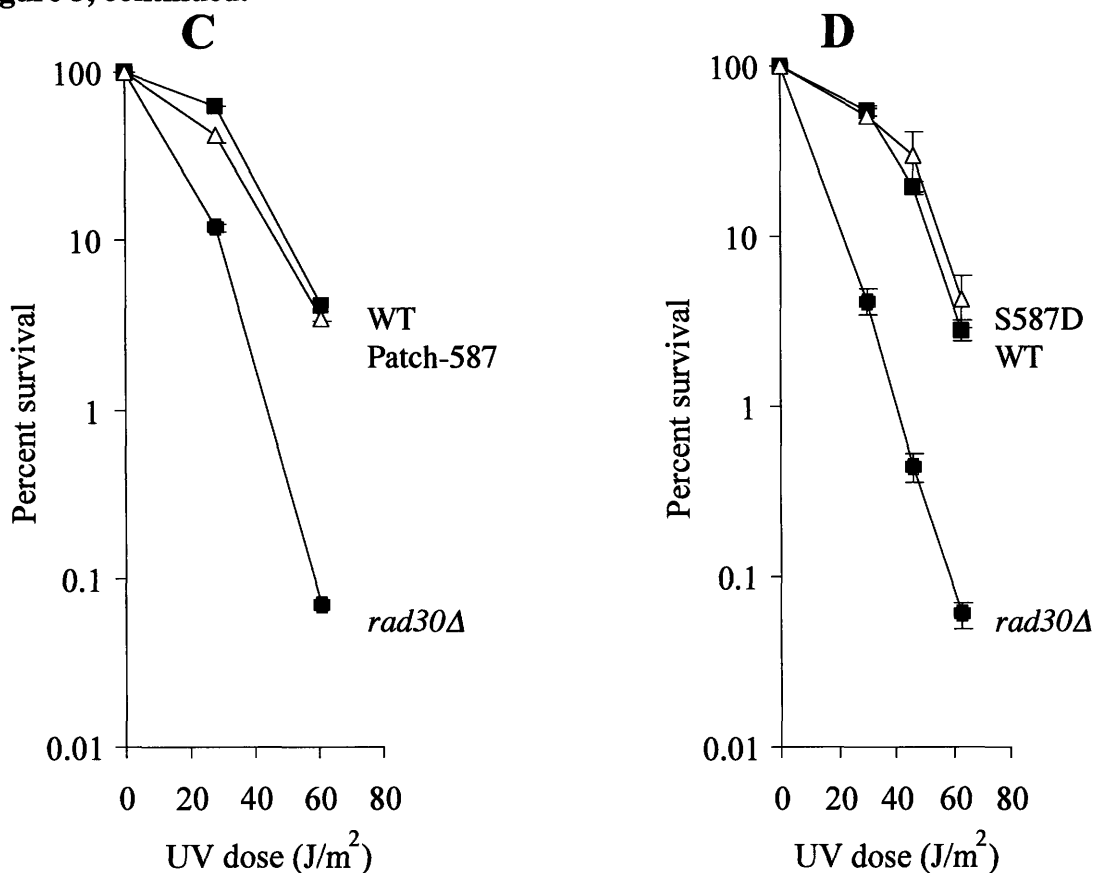 C
100
10
1
0.1
0.01
Percent survival
WT
Patch-587
rad30Δ
0 20 40 60 80
UV dose (J/m²)
D
100
10
1
0.1
0.01
Percent survival
S587D
WT
rad30Δ
0 20 40 60 80
UV dose (J/m²)